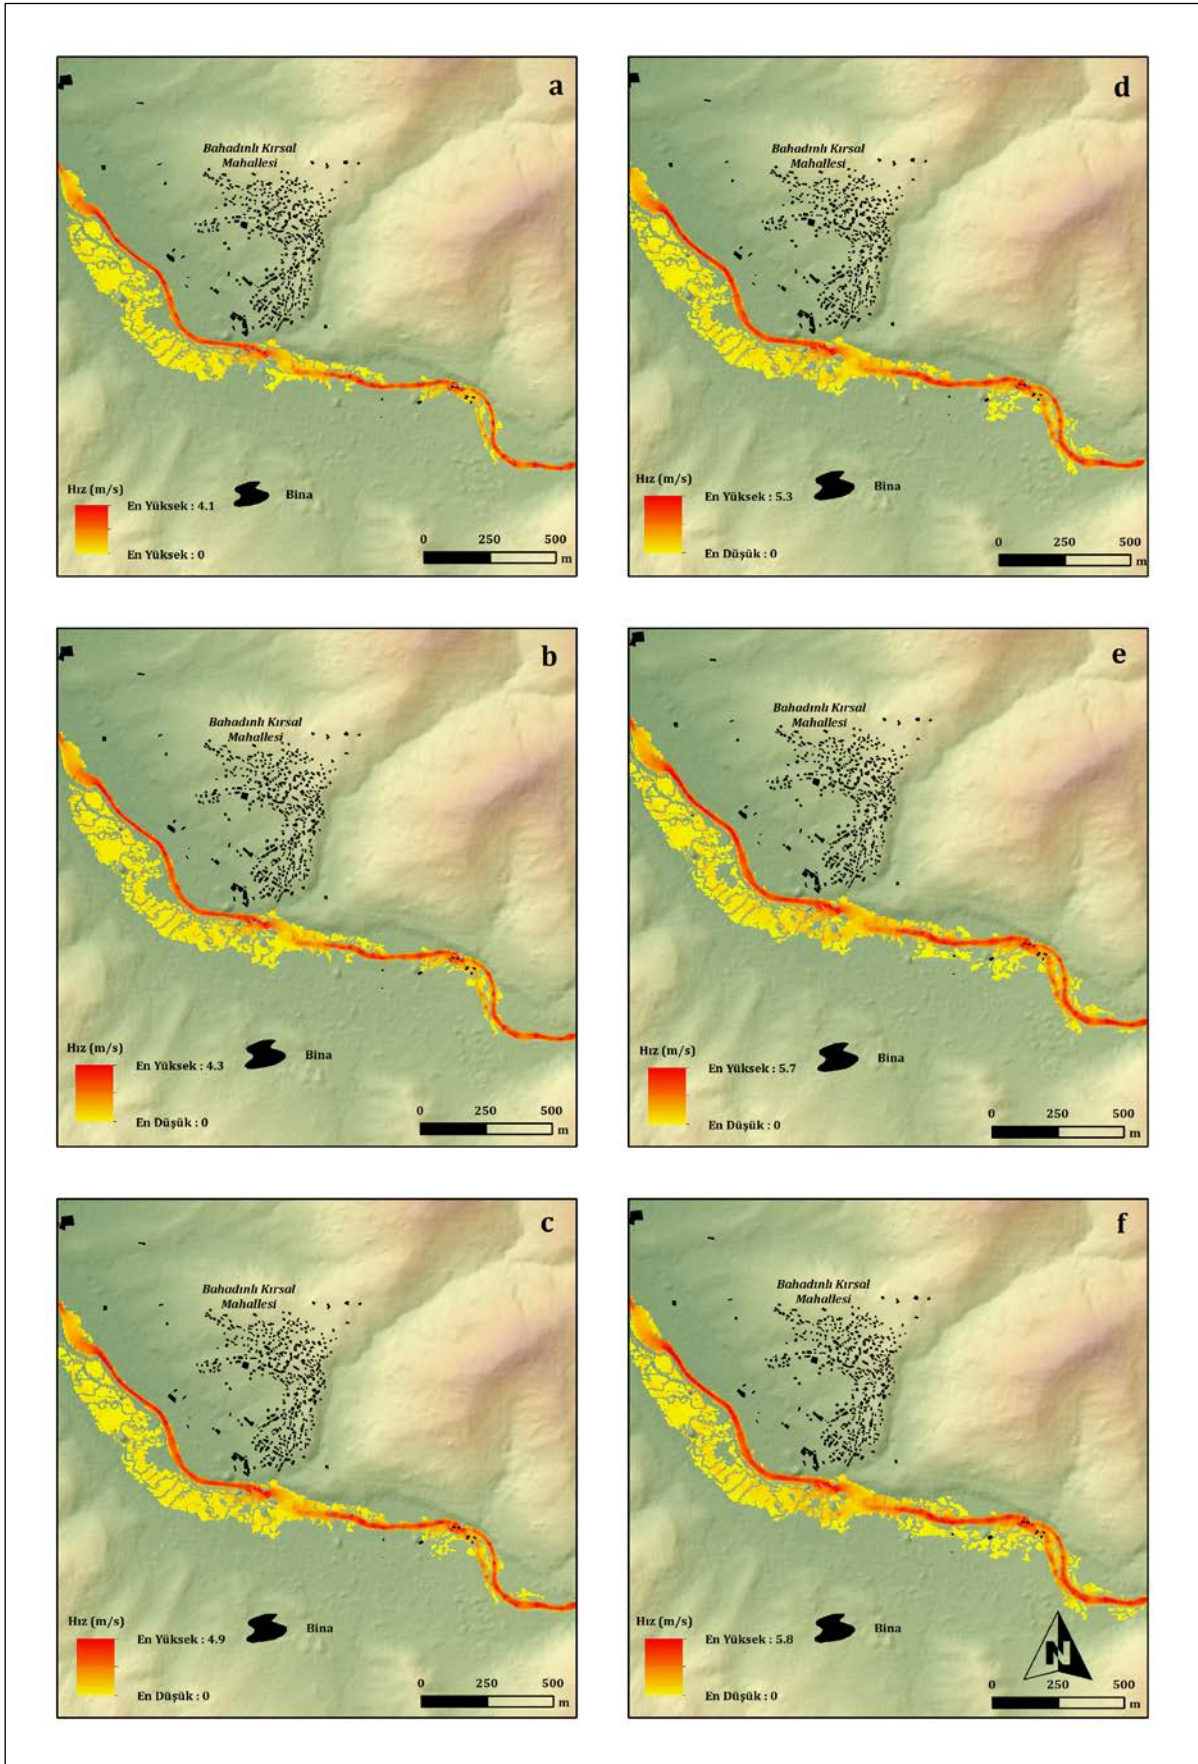 a
Bahadınlı Kırsal
Mahallesi
Hız (m/s)
En Yüksek : 4.1
En Yüksek : 0
Bina
0 250 500
m
d
Bahadınlı Kırsal
Mahallesi
Hız (m/s)
En Yüksek : 5.3
En Düşük : 0
Bina
0 250 500
m
b
Bahadınlı Kırsal
Mahallesi
Hız (m/s)
En Yüksek : 4.3
En Düşük : 0
Bina
0 250 500
m
e
Bahadınlı Kırsal
Mahallesi
Hız (m/s)
En Yüksek : 5.7
En Düşük : 0
Bina
0 250 500
m
c
Bahadınlı Kırsal
Mahallesi
Hız (m/s)
En Yüksek : 4.9
En Düşük : 0
Bina
0 250 500
m
f
Bahadınlı Kırsal
Mahallesi
Hız (m/s)
En Yüksek : 5.8
En Düşük : 0
Bina
N
0 250 500
m